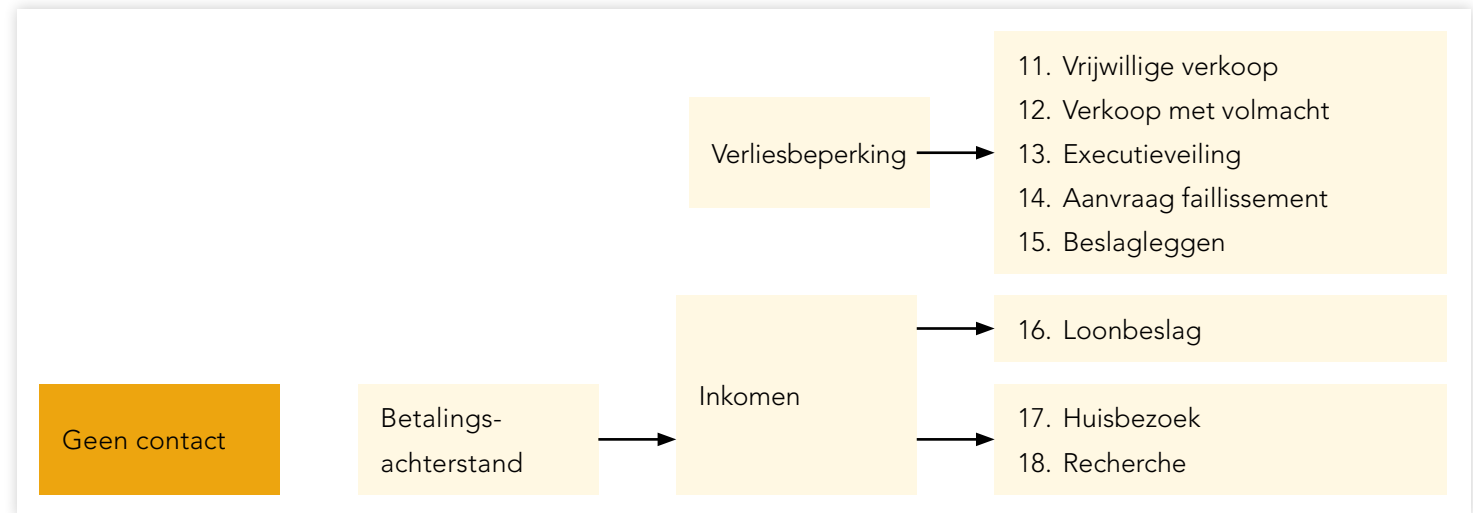 11. Vrijwillige verkoop
12. Verkoop met volmacht
Verliesbeperking
13. Executieveiling
14. Aanvraag faillissement
15. Beslagleggen
16. Loonbeslag
Inkomen
Geen contact
Betalings-
achterstand
17. Huisbezoek
18. Recherche